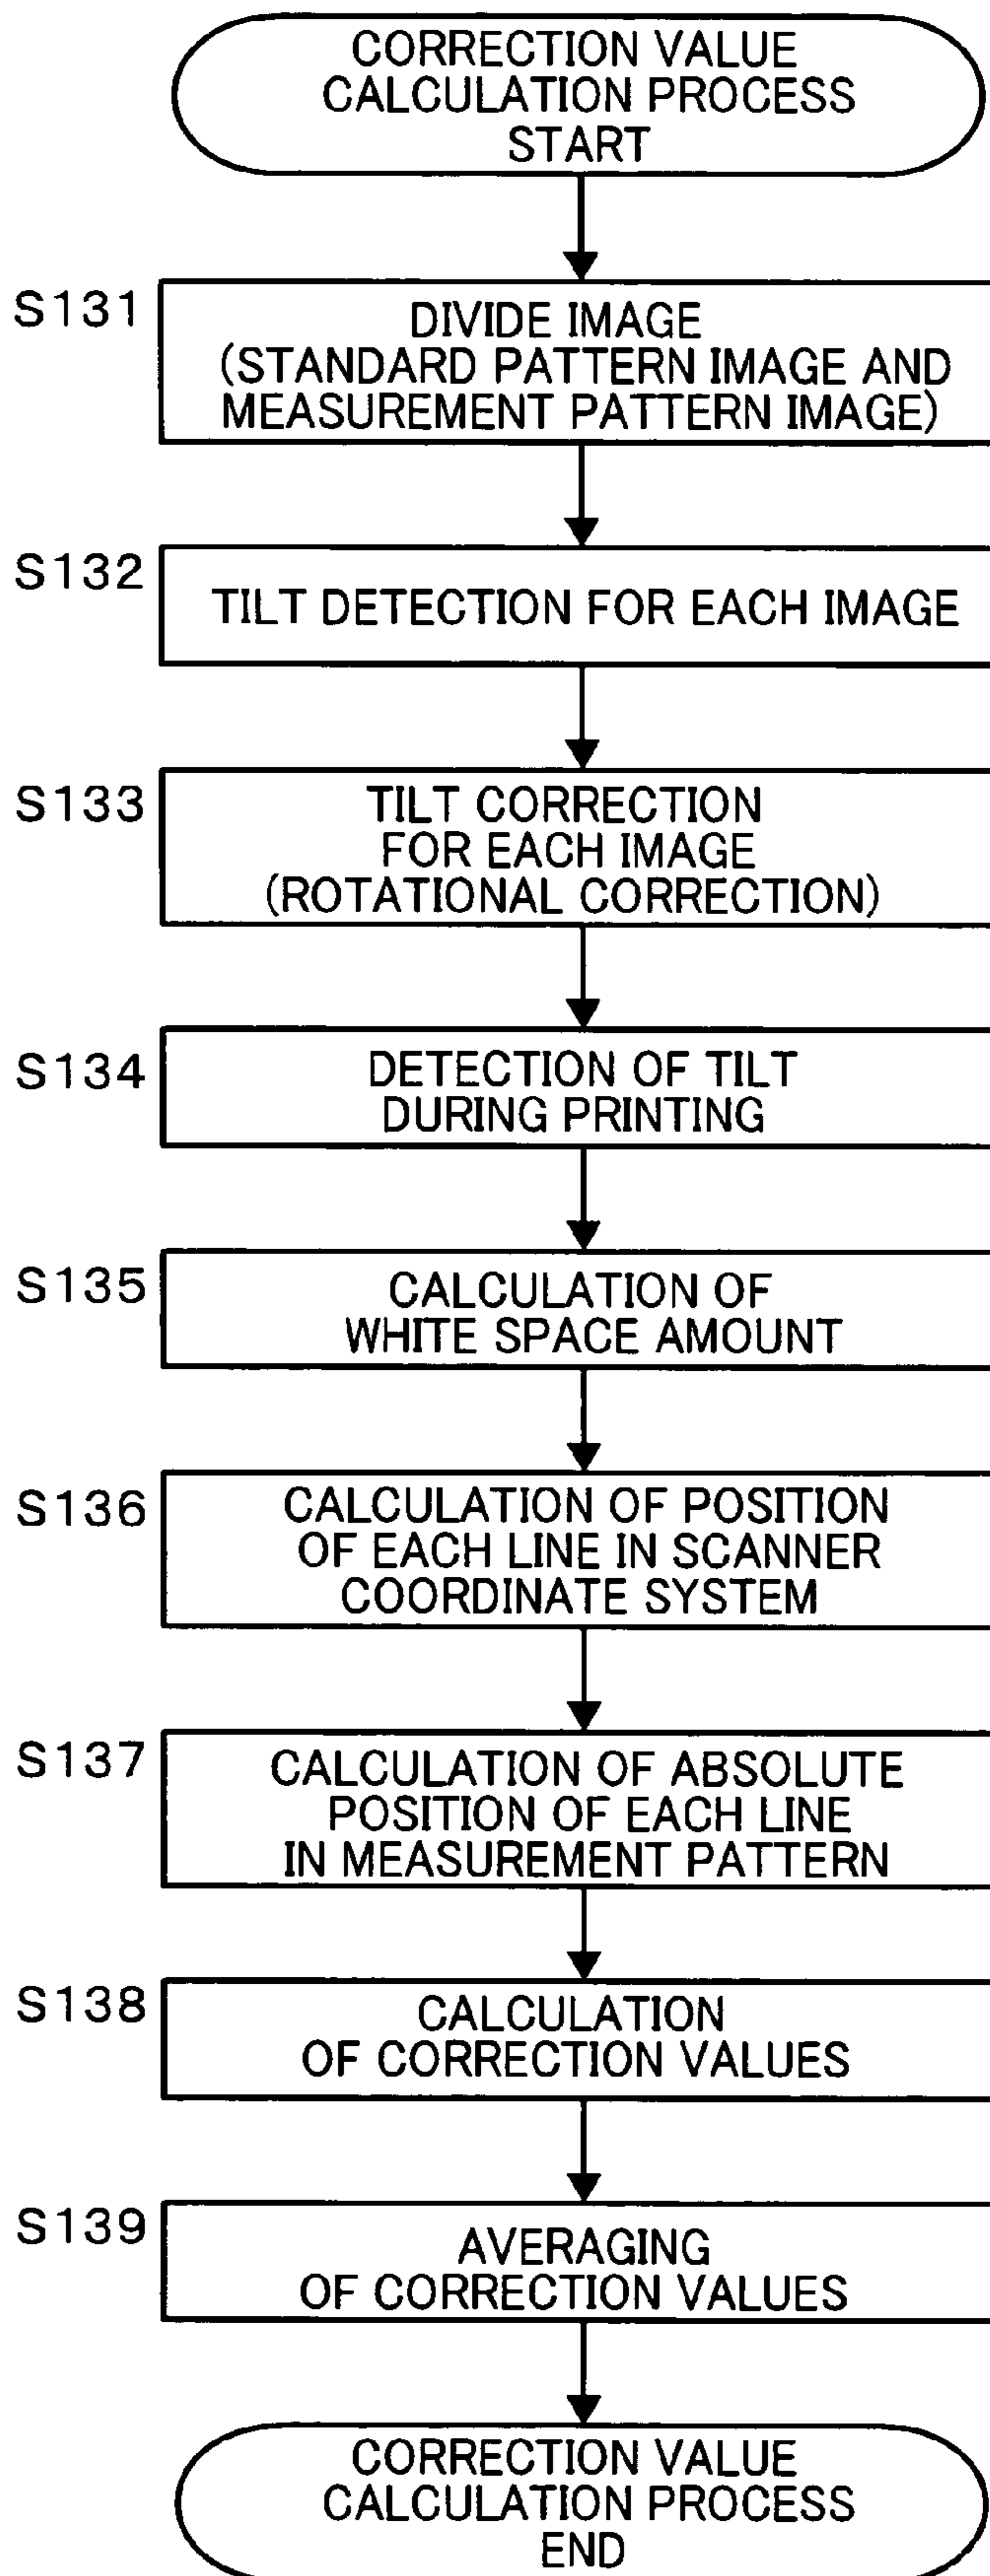 CORRECTION VALUE
CALCULATION PROCESS
START
S131
DIVIDE IMAGE
(STANDARD PATTERN IMAGE AND
MEASUREMENT PATTERN IMAGE)
S132
TILT DETECTION FOR EACH IMAGE
S133
TILT CORRECTION
FOR EACH IMAGE
(ROTATIONAL CORRECTION)
S134
DETECTION OF TILT
DURING PRINTING
S135
CALCULATION OF
WHITE SPACE AMOUNT
S136
CALCULATION OF POSITION
OF EACH LINE IN SCANNER
COORDINATE SYSTEM
S137
CALCULATION OF ABSOLUTE
POSITION OF EACH LINE
IN MEASUREMENT PATTERN
S138
CALCULATION
OF CORRECTION VALUES
S139
AVERAGING
OF CORRECTION VALUES
CORRECTION VALUE
CALCULATION PROCESS
END